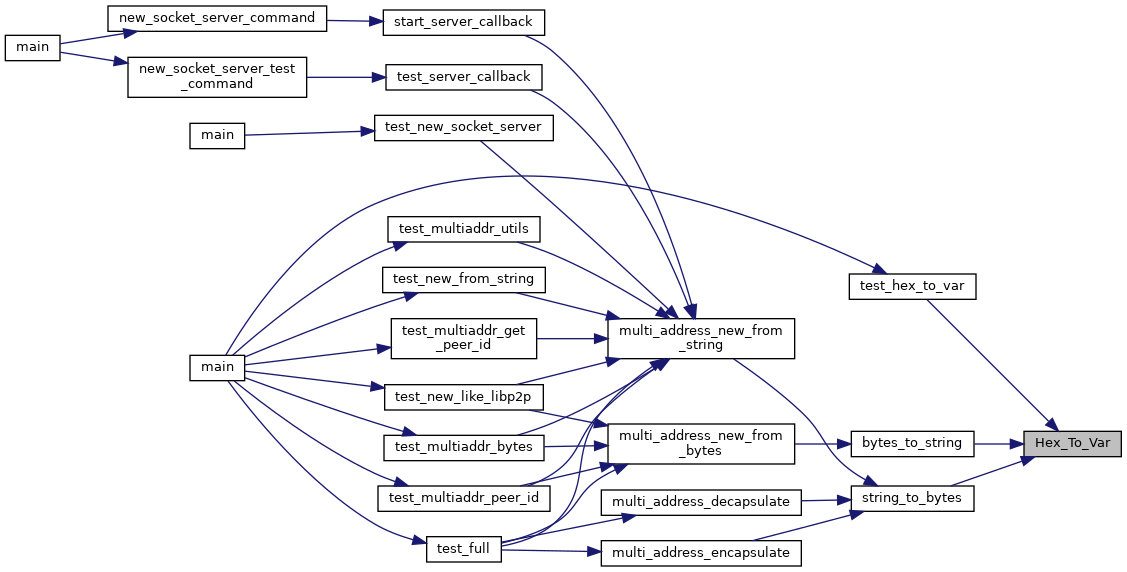 main
new_socket_server_command
start_server_callback
new_socket_server_test
_command
test_server_callback
main
test_new_socket_server
test_multiaddr_utils
test_new_from_string
test_multiaddr_get
_peer_id
main
test_new_like_libp2p
test_multiaddr_bytes
test_multiaddr_peer_id
test_full
multi_address_new_from
_string
multi_address_new_from
_bytes
multi_address_decapsulate
multi_address_encapsulate
test_hex_to_var
bytes_to_string
string_to_bytes
Hex_To_Var